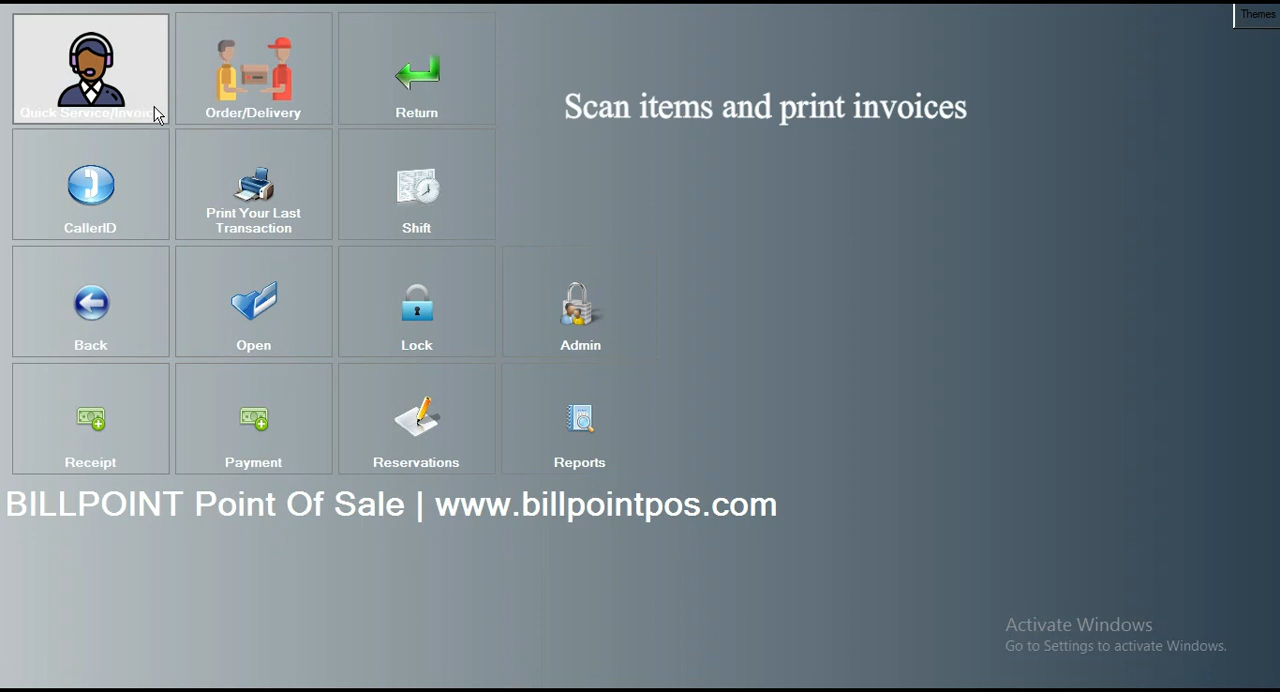 Themes
Quick Service/Invoic
Order/Delivery
Return
Scan items and print invoices
CallerID
Print Your Last
Transaction
Shift
Back
Open
Lock
Admin
Receipt
Payment
Reservations
Reports
BILLPOINT Point Of Sale | www.billpointpos.com
Activate Windows
Go to Settings to activate Windows.